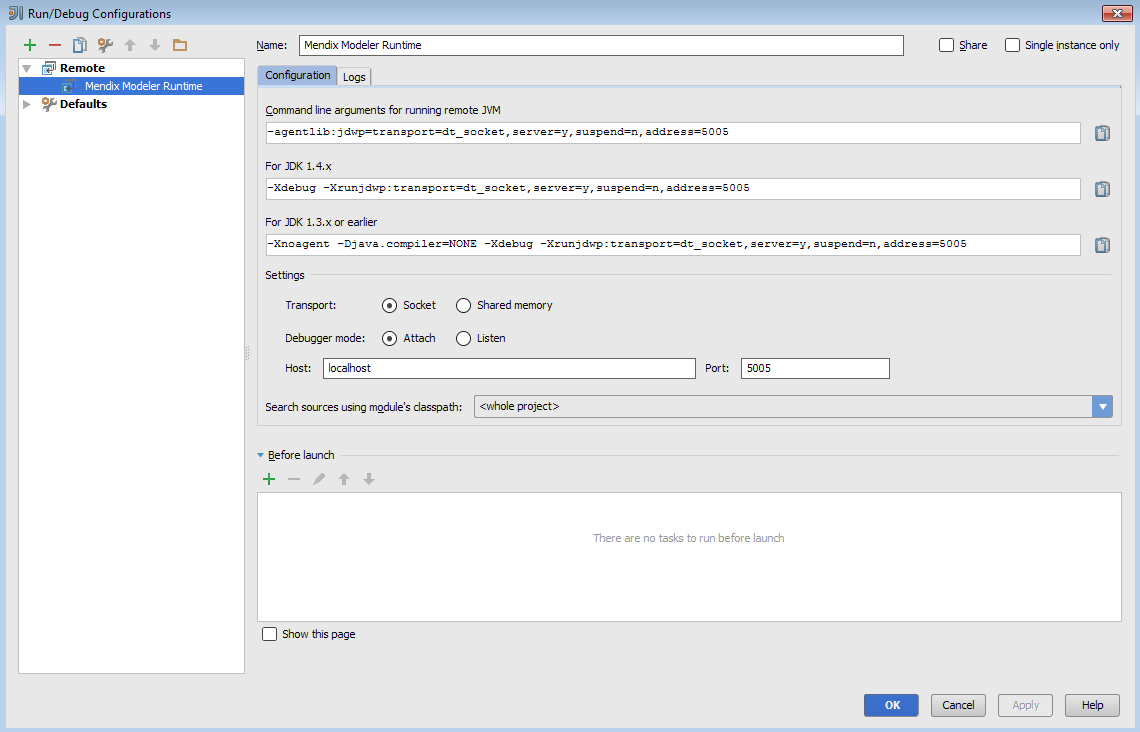 Run/Debug Configurations
Name: Mendix Modeler Runtime Share Single instance only
Remote
Mendix Modeler Runtime
Defaults
Configuration Logs
Command line arguments for running remote JVM
-agentlib:jdwp=transport=dt_socket,server=y,suspend=n,address=5005
For JDK 1.4.x
-Xdebug -Xrunjdwp:transport=dt_socket,server=y,suspend=n,address=5005
For JDK 1.3.x or earlier
-Xnoagent -Djava.compiler=NONE -Xdebug -Xrunjdwp:transport=dt_socket,server=y,suspend=n,address=5005
Settings
Transport: Socket Shared memory
Debugger mode: Attach Listen
Host: localhost Port: 5005
Search sources using module's classpath: <whole project>
Before launch
There are no tasks to run before launch
Show this page
OK Cancel Apply Help